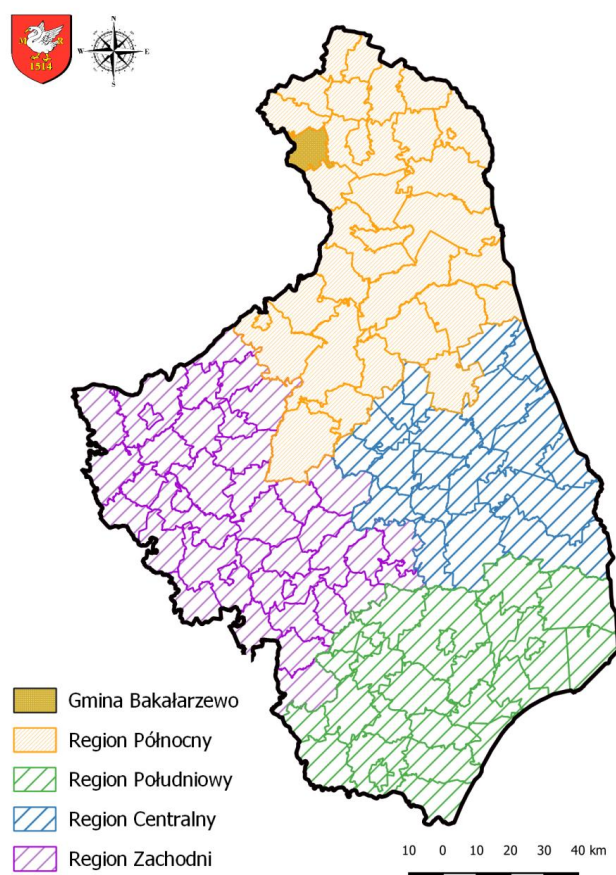 M R
1514
N
W E
S
Gmina Bakałarzewo
Region Północny
Region Południowy
Region Centralny
Region Zachodni
10 0 10 20 30 40 km